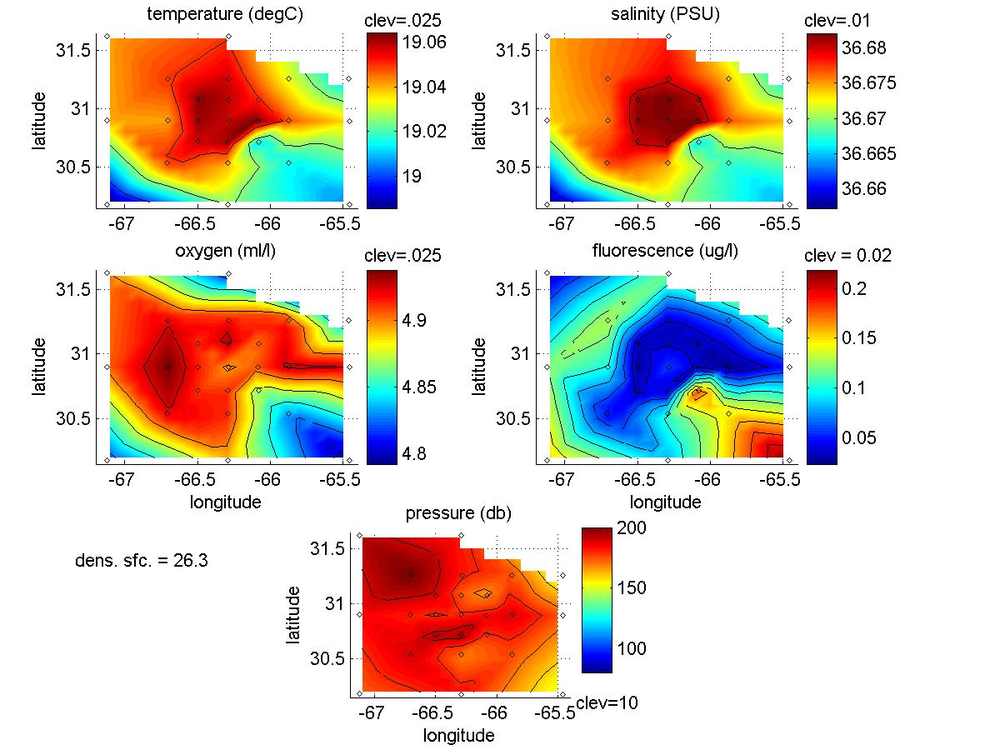 temperature (degC)
clev=.025
salinity (PSU)
clev=.01
31.5
31
30.5
latitude
-67
-66.5
-66
-65.5
19.06
19.04
19.02
19
31.5
31
30.5
latitude
-67
-66.5
-66
-65.5
36.68
36.675
36.67
36.665
36.66
oxygen (ml/l)
clev=.025
fluorescence (ug/l)
clev = 0.02
31.5
31
30.5
latitude
-67
-66.5
-66
-65.5
longitude
4.9
4.85
4.8
31.5
31
30.5
latitude
-67
-66.5
-66
-65.5
longitude
0.2
0.15
0.1
0.05
pressure (db)
dens. sfc. = 26.3
31.5
31
30.5
latitude
-67
-66.5
-66
-65.5
longitude
200
150
100
clev=10